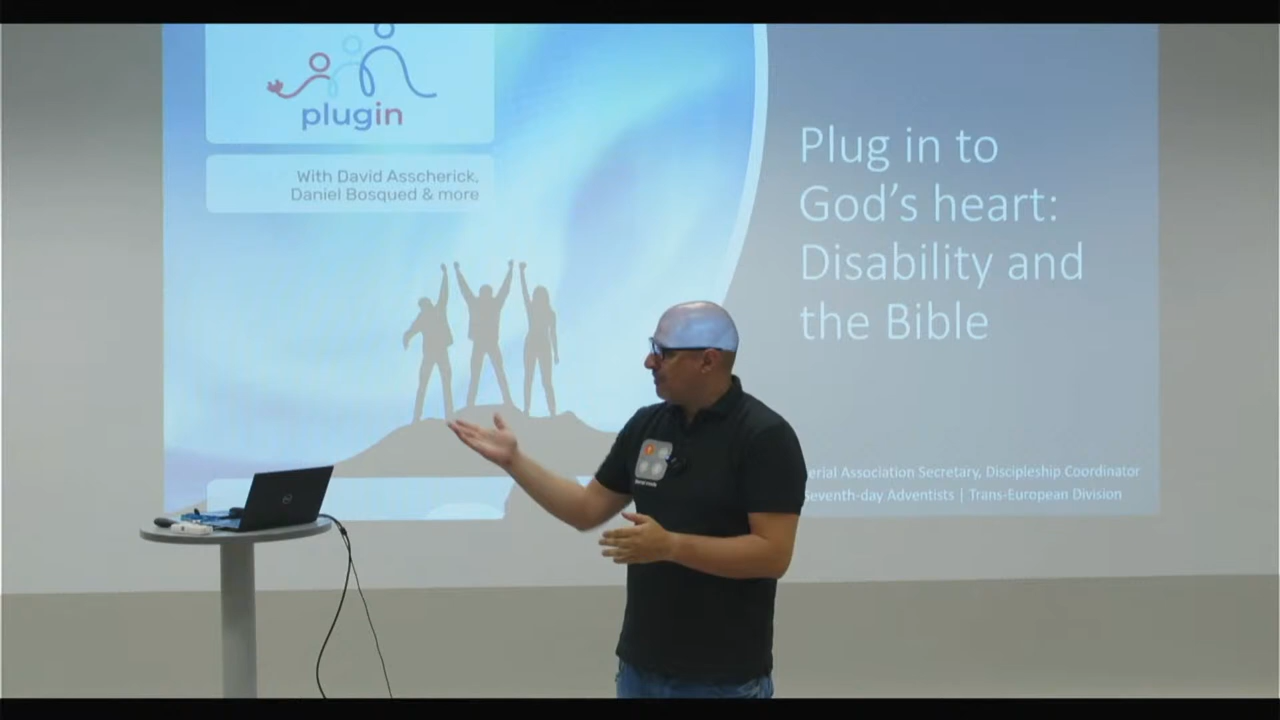 plugin
With David Asscherick,
Daniel Bosqued & more
Plug in to
God's heart:
Disability and
the Bible
Association Secretary, Discipleship Coordinator
Seventh-day Adventists | Trans-European Division
DELL